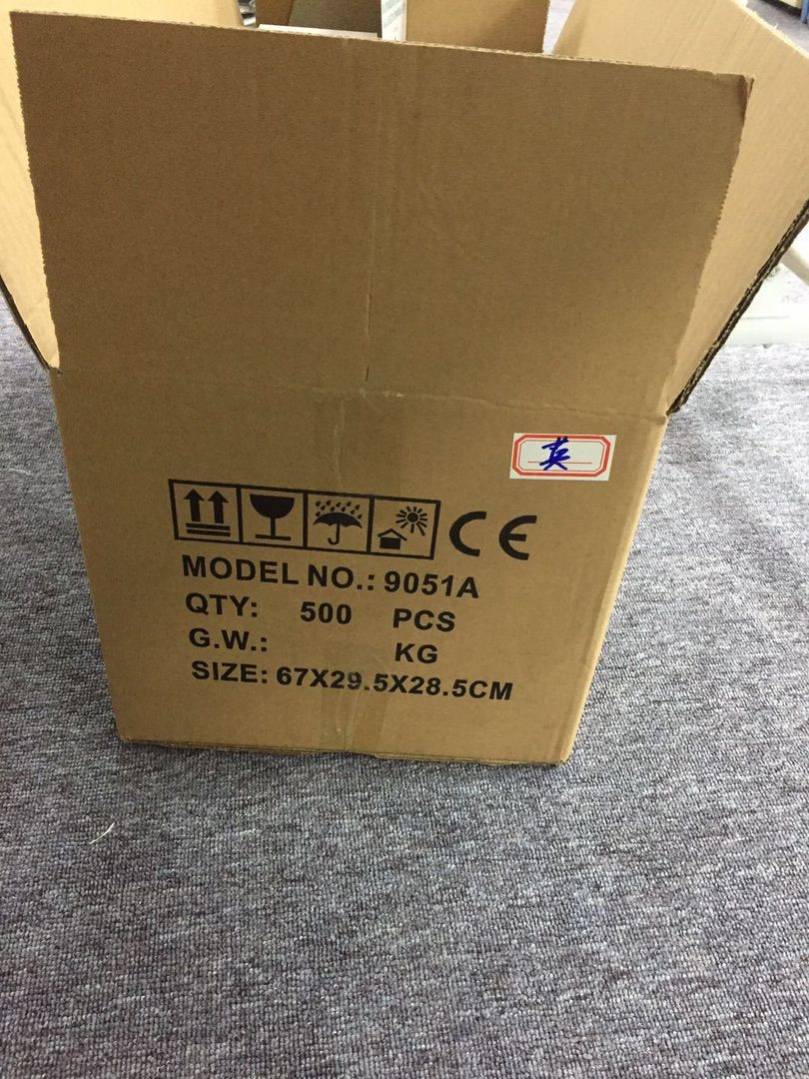 英
CE
MODEL NO.: 9051A
QTY: 500 PCS
G.W.: KG
SIZE: 67X29.5X28.5CM